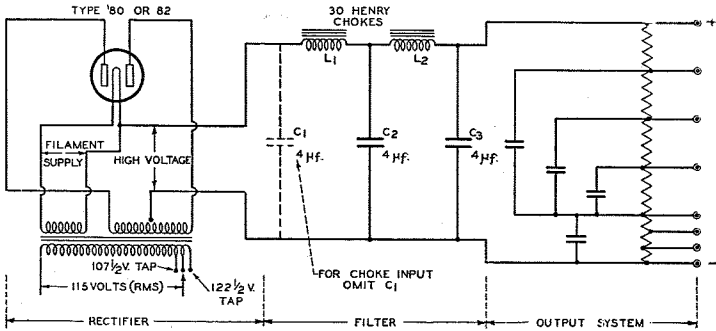 TYPE '80 OR 82
30 HENRY
CHOKES
L1
L2
+
FILAMENT
SUPPLY
HIGH VOLTAGE
C1
4 µf.
C2
4 µf.
C3
4 µf.
107½V. TAP
115 VOLTS (RMS)
122½V.
TAP
FOR CHOKE INPUT
OMIT C1
−
RECTIFIER
FILTER
OUTPUT SYSTEM